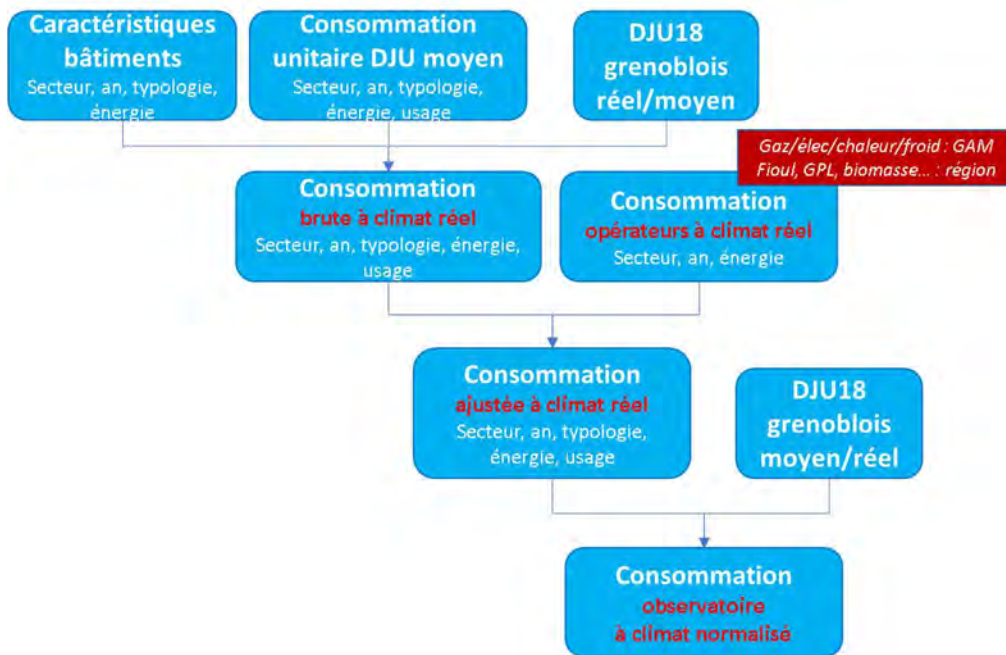 Caractéristiques
bâtiments
Secteur, an, typologie,
énergie
Consommation
unitaire DJU moyen
Secteur, an, typologie,
énergie, usage
DJU18
grenoblois
réel/moyen
Gaz/élec/chaleur/froid : GAM
Fioul, GPL, biomasse... : région
Consommation
brute à climat réel
Secteur, an, typologie, énergie,
usage
Consommation
opérateurs à climat réel
Secteur, an, énergie
Consommation
ajustée à climat réel
Secteur, an, typologie,
énergie, usage
DJU18
grenoblois
moyen/réel
Consommation
observatoire
à climat normalisé